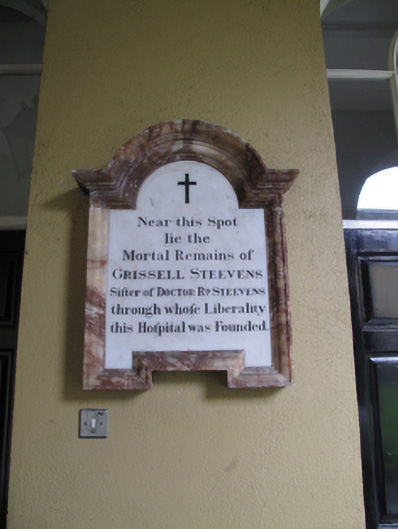 Near this Spot
lie the
Mortal Remains of
GRISSELL STEEVENS
Siſter of DOCTOR Rᴰ STEEVENS
through whoſe Liberality
this Hoſpital was Founded.